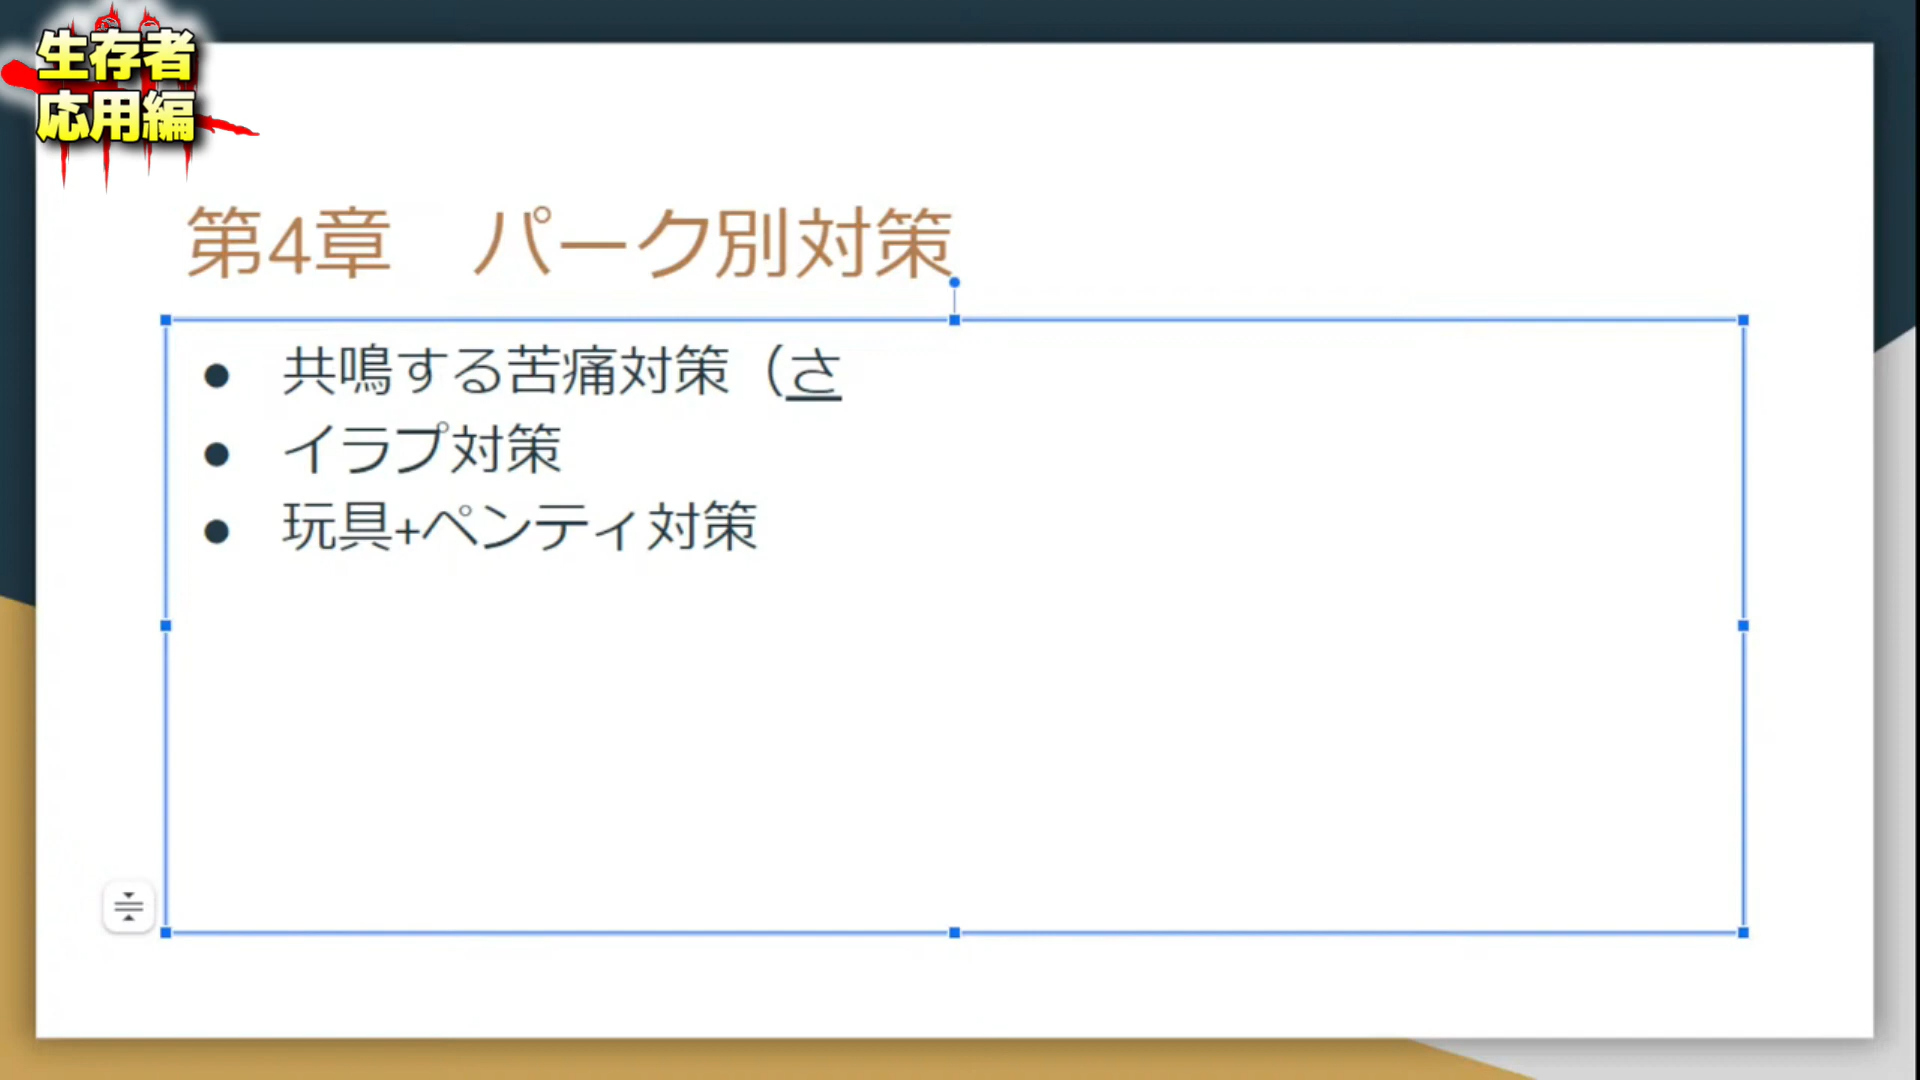 生存者
応用編
第4章　パーク別対策
● 共鳴する苦痛対策（さ
● イラプ対策
● 玩具+ペンティ対策